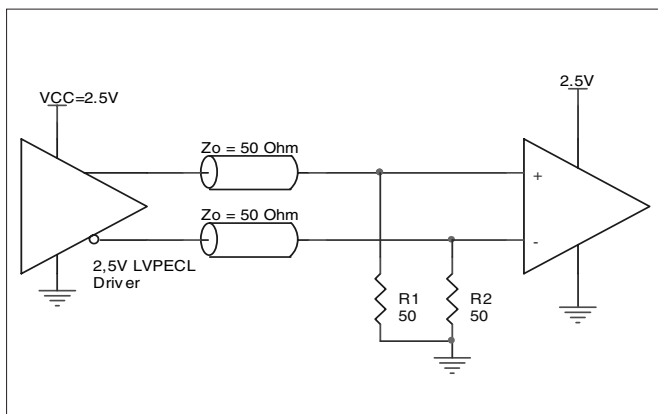 2.5V
VCC=2.5V
Zo = 50 Ohm
+
Zo = 50 Ohm
-
2,5V LVPECL
Driver
R1
50
R2
50